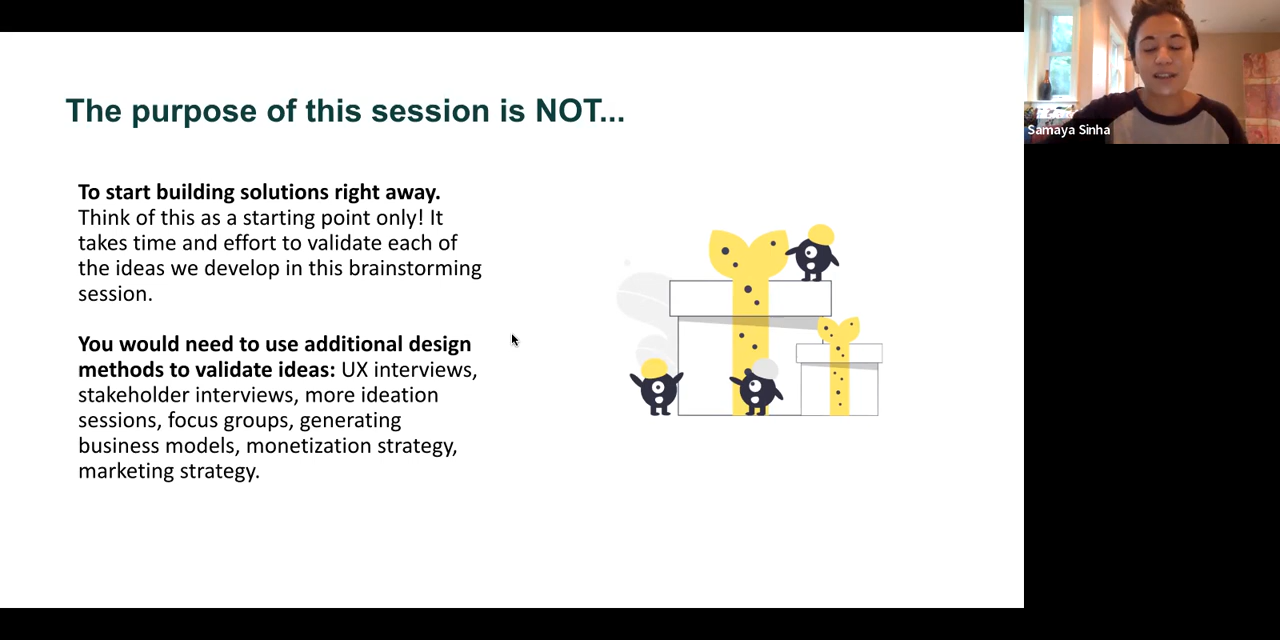 The purpose of this session is NOT...
To start building solutions right away.
Think of this as a starting point only! It
takes time and effort to validate each of
the ideas we develop in this brainstorming
session.
You would need to use additional design
methods to validate ideas: UX interviews,
stakeholder interviews, more ideation
sessions, focus groups, generating
business models, monetization strategy,
marketing strategy.
Samaya Sinha